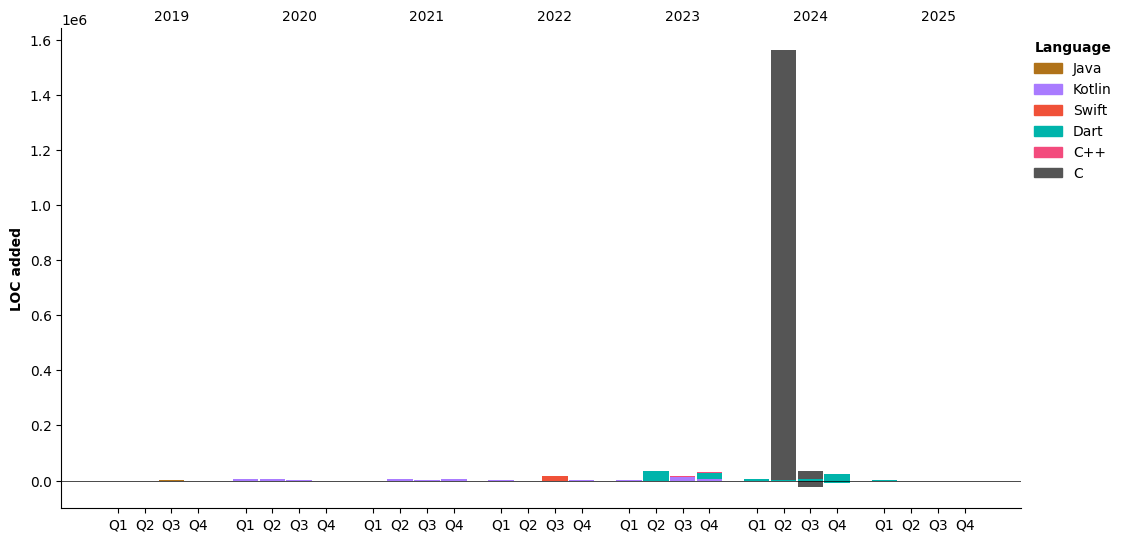 1e6
2019 2020 2021 2022 2023 2024 2025
1.6
1.4
1.2
1.0
0.8
0.6
0.4
0.2
0.0
LOC added
Language
Java
Kotlin
Swift
Dart
C++
C
Q1 Q2 Q3 Q4 Q1 Q2 Q3 Q4 Q1 Q2 Q3 Q4 Q1 Q2 Q3 Q4 Q1 Q2 Q3 Q4 Q1 Q2 Q3 Q4 Q1 Q2 Q3 Q4